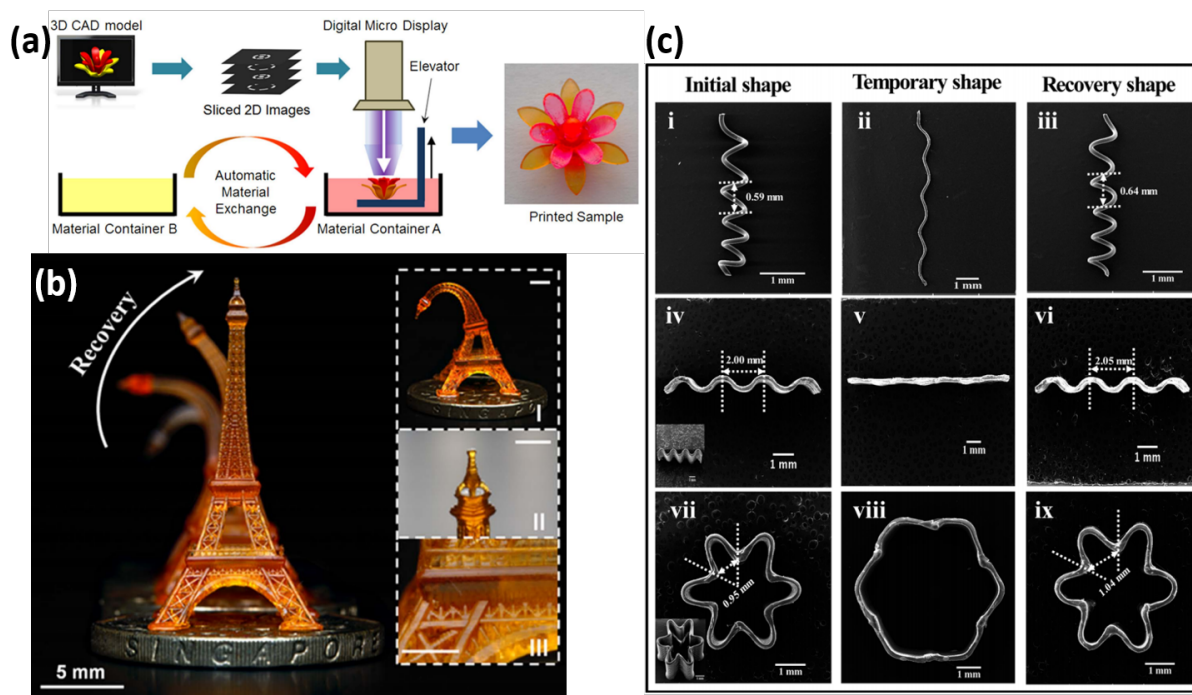 (a)
3D CAD model
Sliced 2D Images
Digital Micro Display
Elevator
Automatic
Material
Exchange
Material Container B
Material Container A
Printed Sample
(b)
Recovery
SINGAPORE
5 mm
SINGAPO
I
II
III
(c)
Initial shape
Temporary shape
Recovery shape
i
0.59 mm
1 mm
ii
1 mm
iii
0.64 mm
1 mm
iv
2.00 mm
1 mm
v
1 mm
vi
2.05 mm
1 mm
vii
0.95 mm
1 mm
viii
1 mm
ix
1.04 mm
1 mm